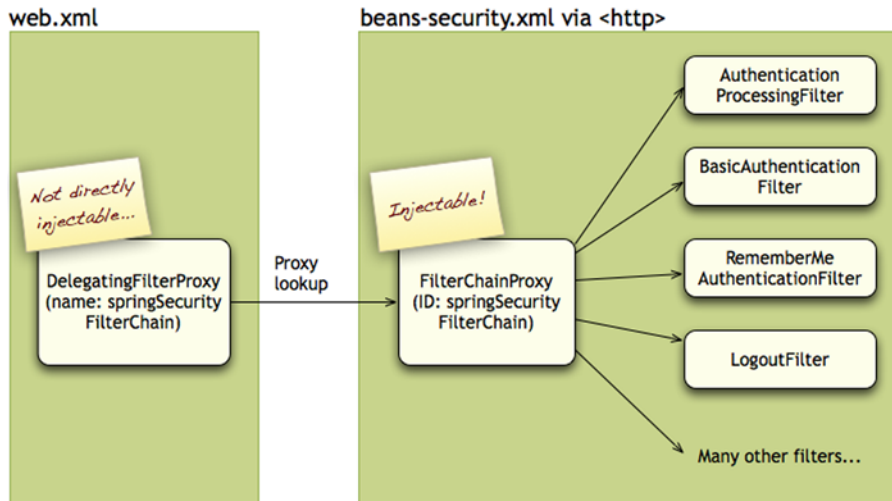 web.xml
beans-security.xml via <http>
Not directly
injectable...
DelegatingFilterProxy
(name: springSecurity
FilterChain)
Proxy
lookup
Injectable!
FilterChainProxy
(ID: springSecurity
FilterChain)
Authentication
ProcessingFilter
BasicAuthentication
Filter
RememberMe
AuthenticationFilter
LogoutFilter
Many other filters...